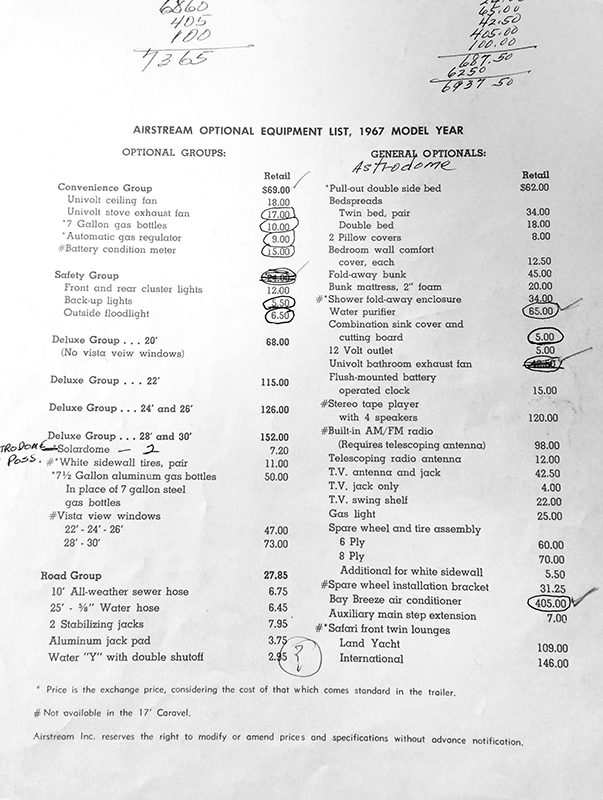 6860
405
100
7365
65.00
42.50
405.00
100.00
687.50
6250
6937.50
AIRSTREAM OPTIONAL EQUIPMENT LIST, 1967 MODEL YEAR
OPTIONAL GROUPS:
Retail
Convenience Group $69.00
Univolt ceiling fan 18.00
Univolt stove exhaust fan 17.00
*7 Gallon gas bottles 10.00
*Automatic gas regulator 9.00
#Battery condition meter 15.00
Safety Group 24.00
Front and rear cluster lights 12.00
Back-up lights 5.50
Outside floodlight 6.50
Deluxe Group . . . 20' 68.00
(No vista veiw windows)
Deluxe Group . . . 22' 115.00
Deluxe Group . . . 24' and 26' 126.00
Deluxe Group . . . 28' and 30' 152.00
TRODOME Solardome — 2 7.20
POSS. #*White sidewall tires, pair 11.00
*7½ Gallon aluminum gas bottles 50.00
In place of 7 gallon steel
gas bottles
#Vista view windows
22' - 24' - 26' 47.00
28' - 30' 73.00
Road Group 27.85
10' All-weather sewer hose 6.75
25' - ⅝" Water hose 6.45
2 Stabilizing jacks 7.95
Aluminum jack pad 3.75
Water "Y" with double shutoff 2.95 ?
GENERAL OPTIONALS:
Astrodome
Retail
*Pull-out double side bed $62.00
Bedspreads
Twin bed, pair 34.00
Double bed 18.00
2 Pillow covers 8.00
Bedroom wall comfort
cover, each 12.50
Fold-away bunk 45.00
Bunk mattress, 2" foam 20.00
#*Shower fold-away enclosure 34.00
Water purifier 65.00
Combination sink cover and
cutting board 5.00
12 Volt outlet 5.00
Univolt bathroom exhaust fan
Flush-mounted battery
operated clock 15.00
#Stereo tape player
with 4 speakers 120.00
#Built-in AM/FM radio
(Requires telescoping antenna) 98.00
Telescoping radio antenna 12.00
T.V. antenna and jack 42.50
T.V. jack only 4.00
T.V. swing shelf 22.00
Gas light 25.00
Spare wheel and tire assembly
6 Ply 60.00
8 Ply 70.00
Additional for white sidewall 5.50
#Spare wheel installation bracket 31.25
Bay Breeze air conditioner 405.00
Auxiliary main step extension 7.00
#*Safari front twin lounges
Land Yacht 109.00
International 146.00
* Price is the exchange price, considering the cost of that which comes standard in the trailer.
# Not available in the 17' Caravel.
Airstream Inc. reserves the right to modify or amend prices and specifications without advance notification.